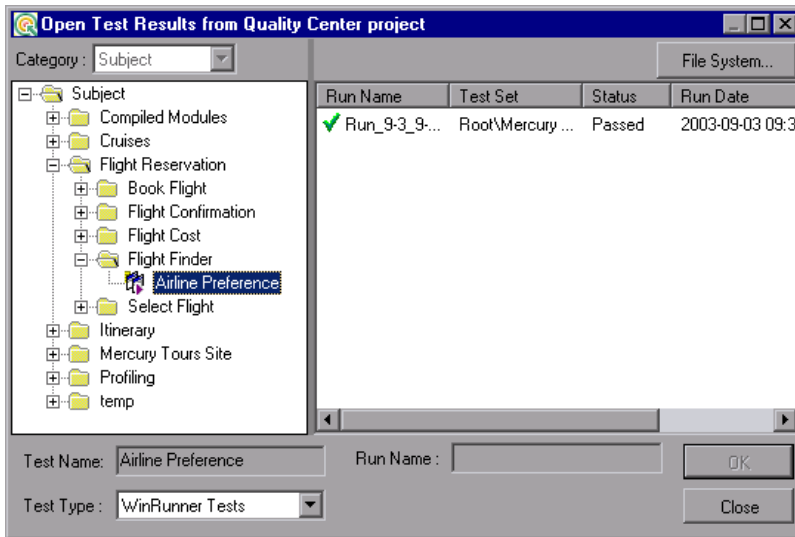 Open Test Results from Quality Center project
Category : Subject
File System...
Subject
Compiled Modules
Cruises
Flight Reservation
Book Flight
Flight Confirmation
Flight Cost
Flight Finder
Airline Preference
Select Flight
Itinerary
Mercury Tours Site
Profiling
temp
Run Name Test Set Status Run Date
Run_9-3_9-... Root\Mercury ... Passed 2003-09-03 09:3
Test Name: Airline Preference Run Name : OK
Test Type : WinRunner Tests Close